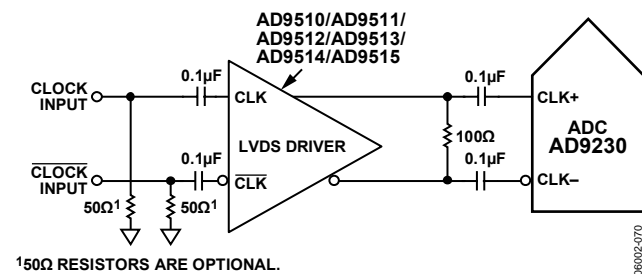 AD9510/AD9511/
AD9512/AD9513/
AD9514/AD9515
CLOCK
INPUT
0.1µF
CLK
0.1µF
CLK+
ADC
AD9230
LVDS DRIVER
100Ω
CLOCK
INPUT
0.1µF
CLK
0.1µF
CLK–
50Ω1
50Ω1
150Ω RESISTORS ARE OPTIONAL.
06002-070